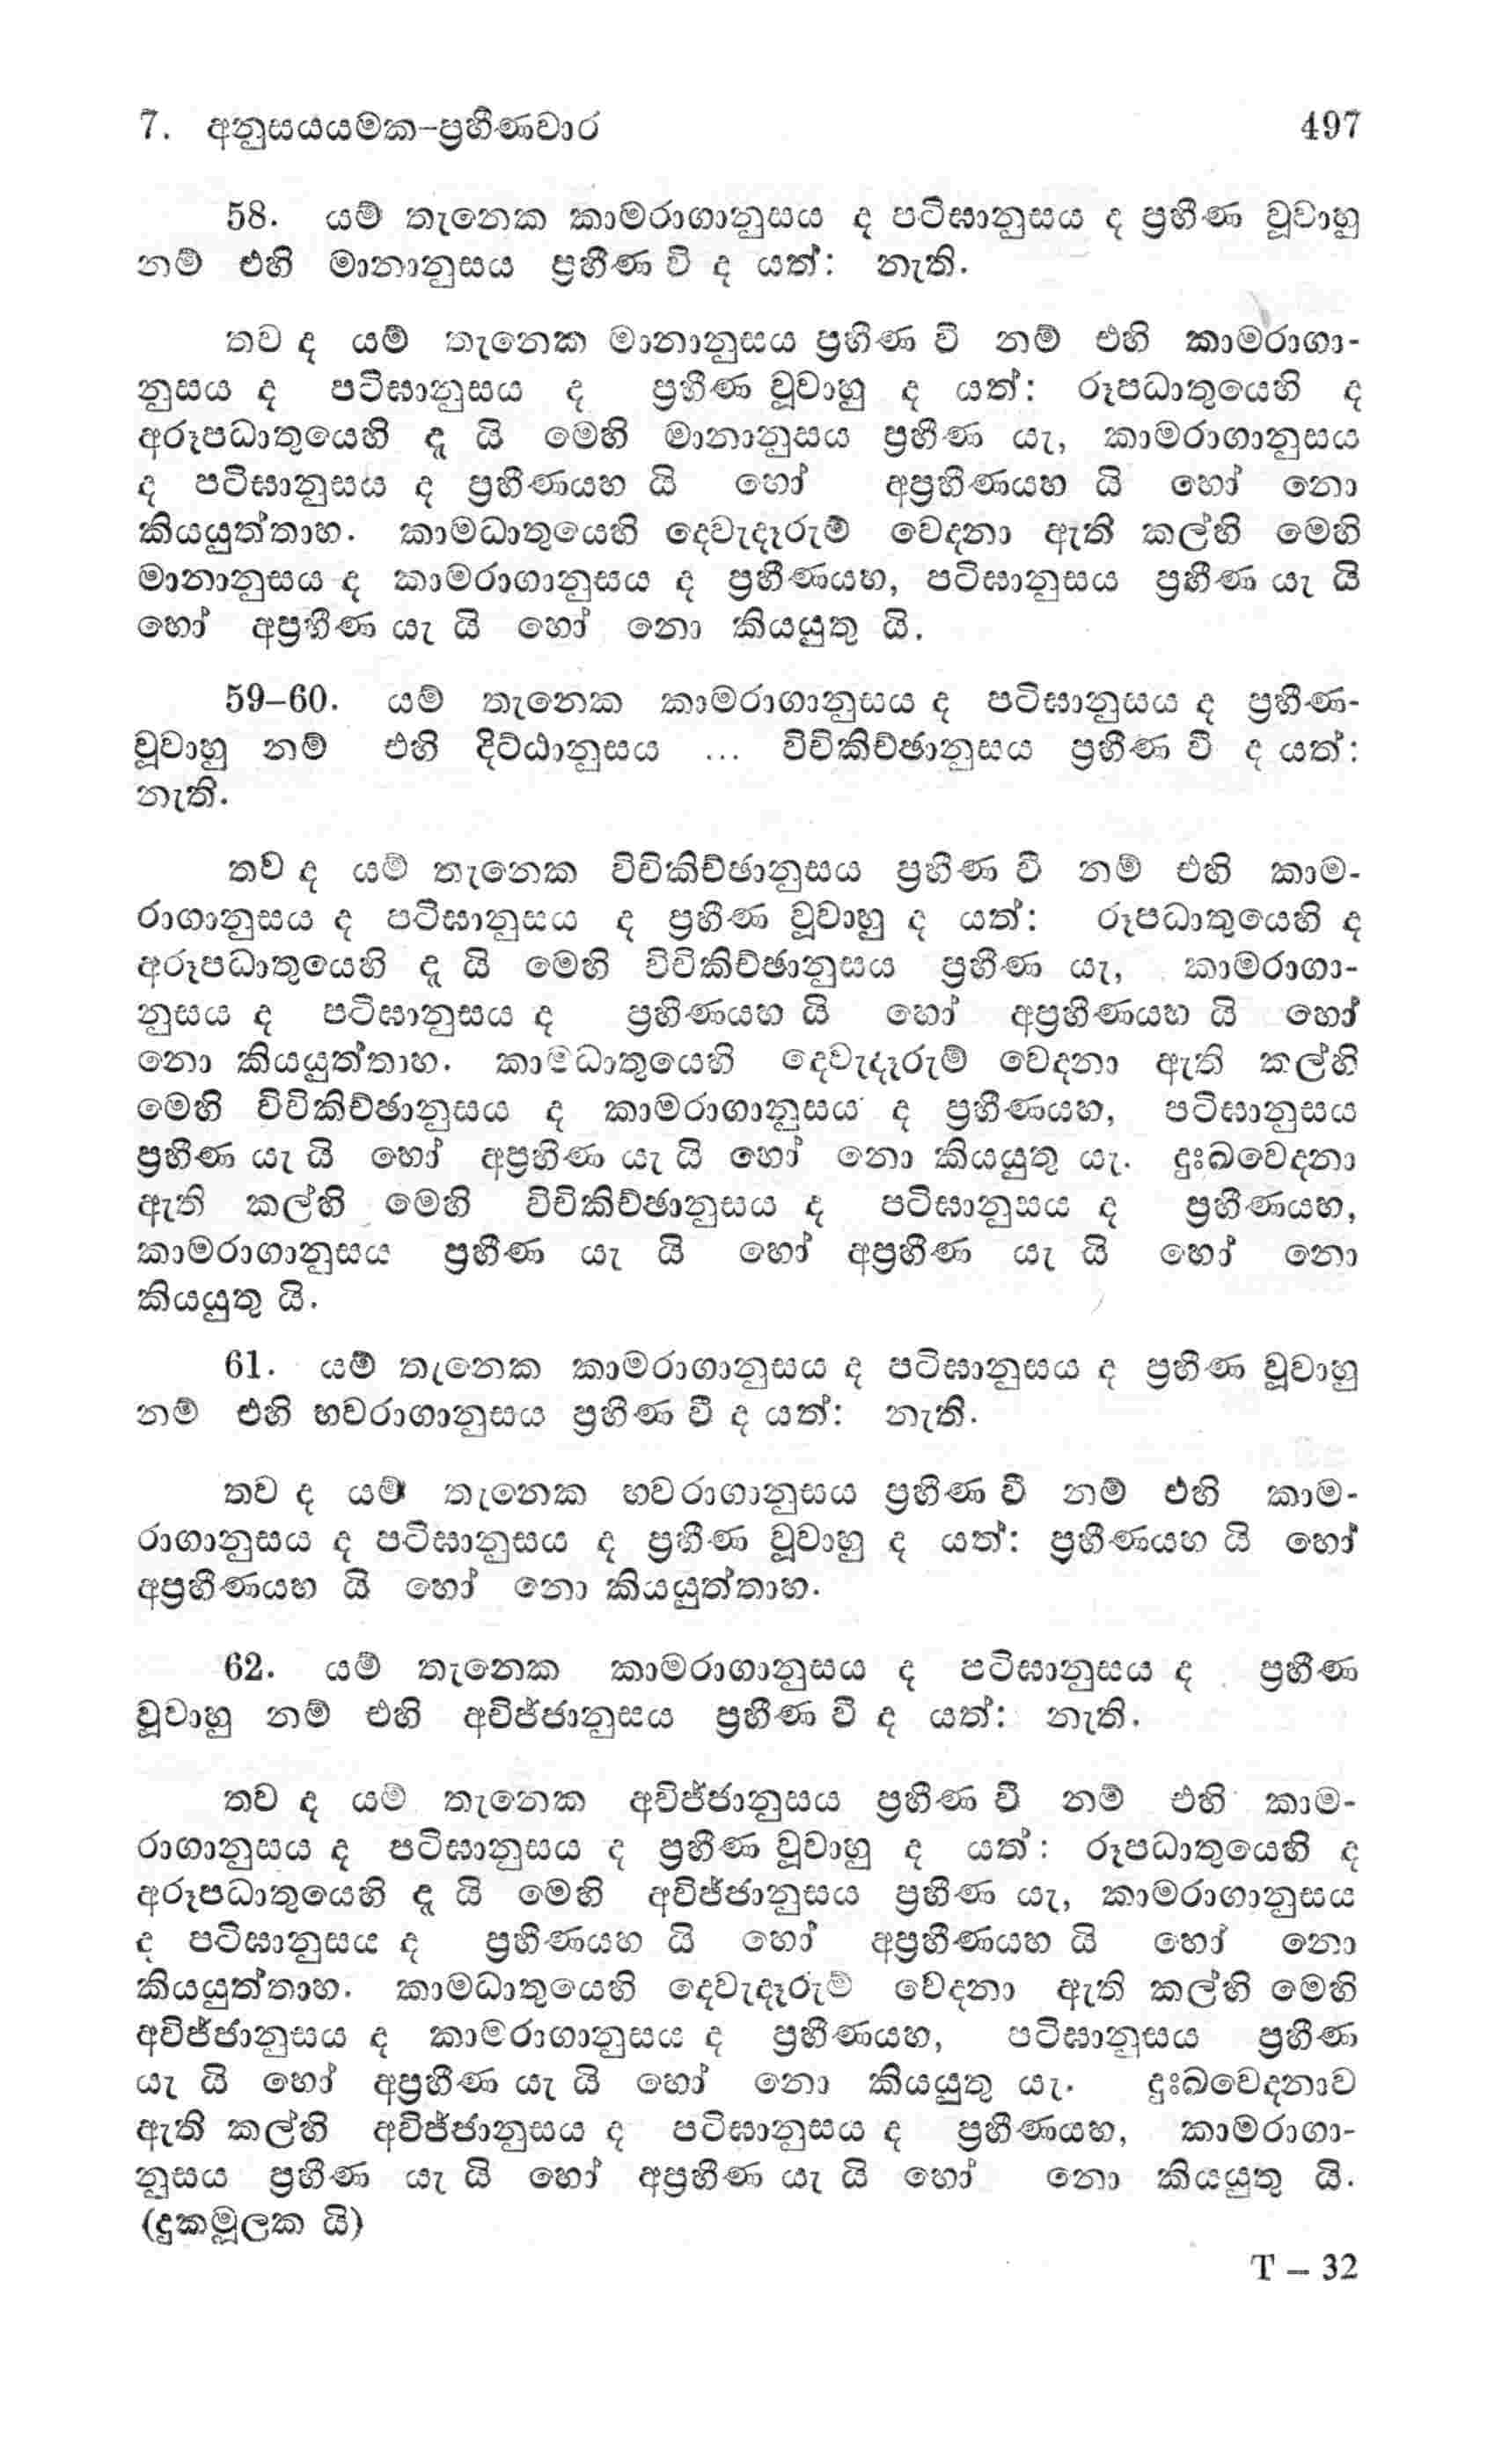 7. අනුසයයමක-ප්‍රහීණවාර 497
58. යම් තැනෙක කාමරාගානුසය ද පටිඝානුසය ද ප්‍රහීණ වූවාහු
නම් එහි මානානුසය ප්‍රහීණ වි ද යත්: නැති.
තව ද යම් තැනෙක මානානුසය ප්‍රහීණ වි නම් එහි කාමරාගා-
නුසය ද පටිඝානුසය ද ප්‍රහීණ වූවාහු ද යත්: රූපධාතුයෙහි ද
අරූපධාතුයෙහි දැ යි මෙහි මානානුසය ප්‍රහීණ යැ, කාමරාගානුසය
ද පටිඝානුසය ද ප්‍රහීණයහ යි හෝ අප්‍රහීණයහ යි හෝ නො
කියයුත්තාහ. කාමධාතුයෙහි දෙවැදෑරුම් වෙදනා ඇති කල්හි මෙහි
මානානුසය ද කාමරාගානුසය ද ප්‍රහීණයහ, පටිඝානුසය ප්‍රහීණ යැ යි
හෝ අප්‍රහීණ යැ යි හෝ නො කියයුතු යි.
59–60. යම් තැනෙක කාමරාගානුසය ද පටිඝානුසය ද ප්‍රහීණ-
වූවාහු නම් එහි දිට්ඨානුසය ... විචිකිච්ඡානුසය ප්‍රහීණ වී ද යත්:
නැති.
තව ද යම් තැනෙක විචිකිච්ඡානුසය ප්‍රහීණ වී නම් එහි කාම-
රාගානුසය ද පටිඝානුසය ද ප්‍රහීණ වූවාහු ද යත්: රූපධාතුයෙහි ද
අරූපධාතුයෙහි දැ යි මෙහි විචිකිච්ඡානුසය ප්‍රහීණ යැ, කාමරාගා-
නුසය ද පටිඝානුසය ද ප්‍රහීණයහ යි හෝ අප්‍රහීණයහ යි හෝ
නො කියයුත්තාහ. කාමධාතුයෙහි දෙවැදෑරුම් වෙදනා ඇති කල්හි
මෙහි විචිකිච්ඡානුසය ද කාමරාගානුසය ද ප්‍රහීණයහ, පටිඝානුසය
ප්‍රහීණ යැ යි හෝ අප්‍රහීණ යැ යි හෝ නො කියයුතු යැ. දුඃඛවෙදනා
ඇති කල්හි මෙහි විචිකිච්ඡානුසය ද පටිඝානුසය ද ප්‍රහීණයහ,
කාමරාගානුසය ප්‍රහීණ යැ යි හෝ අප්‍රහීණ යැ යි හෝ නො
කියයුතු යි.
61. යම් තැනෙක කාමරාගානුසය ද පටිඝානුසය ද ප්‍රහීණ වූවාහු
නම් එහි භවරාගානුසය ප්‍රහීණ වී ද යත්: නැති.
තව ද යම් තැනෙක භවරාගානුසය ප්‍රහීණ වී නම් එහි කාම-
රාගානුසය ද පටිඝානුසය ද ප්‍රහීණ වූවාහු ද යත්: ප්‍රහීණයහ යි හෝ
අප්‍රහීණයහ යි හෝ නො කියයුත්තාහ.
62. යම් තැනෙක කාමරාගානුසය ද පටිඝානුසය ද ප්‍රහීණ
වූවාහු නම් එහි අවිජ්ජානුසය ප්‍රහීණ වී ද යත්: නැති.
තව ද යම් තැනෙක අවිජ්ජානුසය ප්‍රහීණ වී නම් එහි කාම-
රාගානුසය ද පටිඝානුසය ද ප්‍රහීණ වූවාහු ද යත්: රූපධාතුයෙහි ද
අරූපධාතුයෙහි දැ යි මෙහි අවිජ්ජානුසය ප්‍රහීණ යැ, කාමරාගානුසය
ද පටිඝානුසය ද ප්‍රහීණයහ යි හෝ අප්‍රහීණයහ යි හෝ නො
කියයුත්තාහ. කාමධාතුයෙහි දෙවැදෑරුම් වෙදනා ඇති කල්හි මෙහි
අවිජ්ජානුසය ද කාමරාගානුසය ද ප්‍රහීණයහ, පටිඝානුසය ප්‍රහීණ
යැ යි හෝ අප්‍රහීණ යැ යි හෝ නො කියයුතු යැ. දුඃඛවෙදනාව
ඇති කල්හි අවිජ්ජානුසය ද පටිඝානුසය ද ප්‍රහීණයහ, කාමරාගා-
නුසය ප්‍රහීණ යැ යි හෝ අප්‍රහීණ යැ යි හෝ නො කියයුතු යි.
(දුකමූලක යි)
T – 32